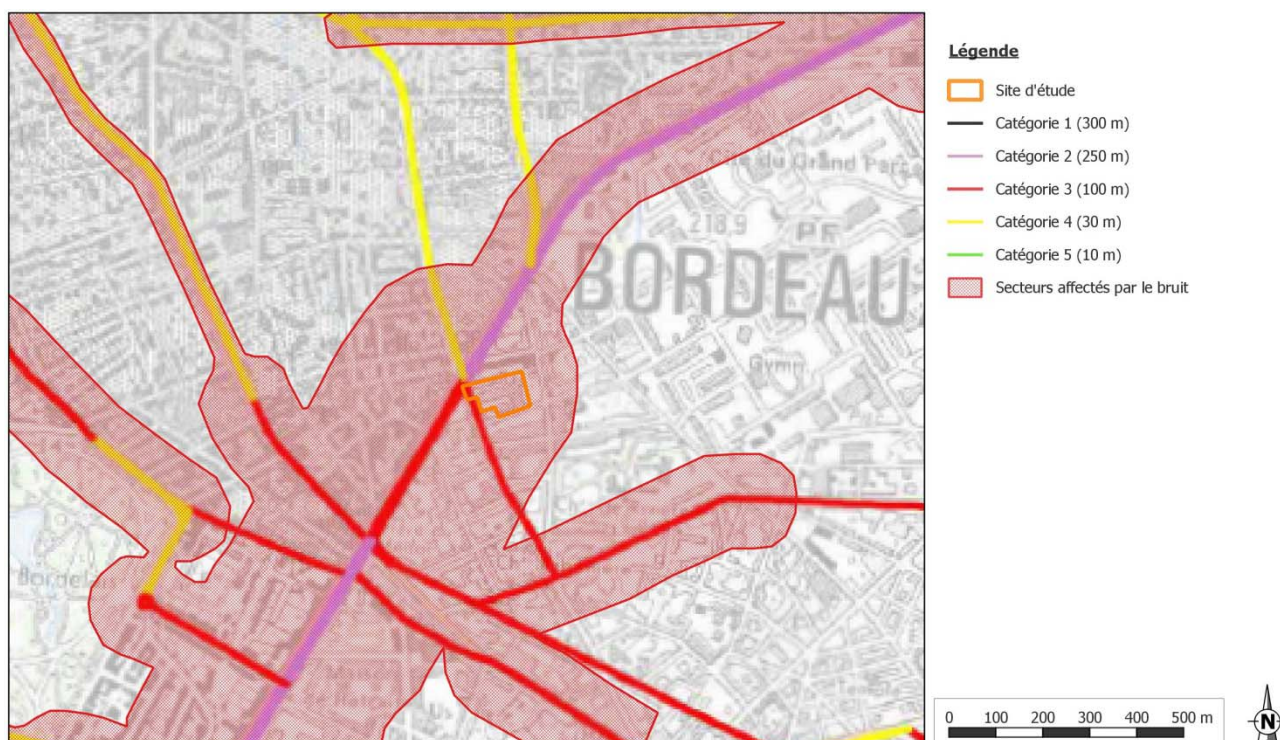 Cité du Grand Parc
218,9
PF
BORDEAU
Gymn
Bordelais
Légende
Site d'étude
Catégorie 1 (300 m)
Catégorie 2 (250 m)
Catégorie 3 (100 m)
Catégorie 4 (30 m)
Catégorie 5 (10 m)
Secteurs affectés par le bruit
0 100 200 300 400 500 m
N